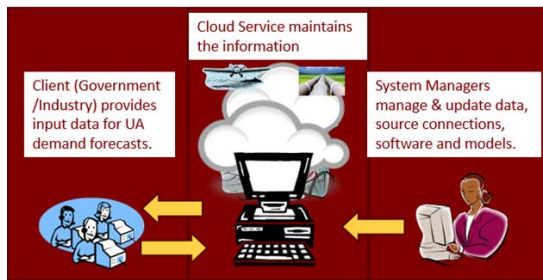 Cloud Service maintains
the information
Client (Government
/Industry) provides
input data for UA
demand forecasts.
System Managers
manage & update data,
source connections,
software and models.